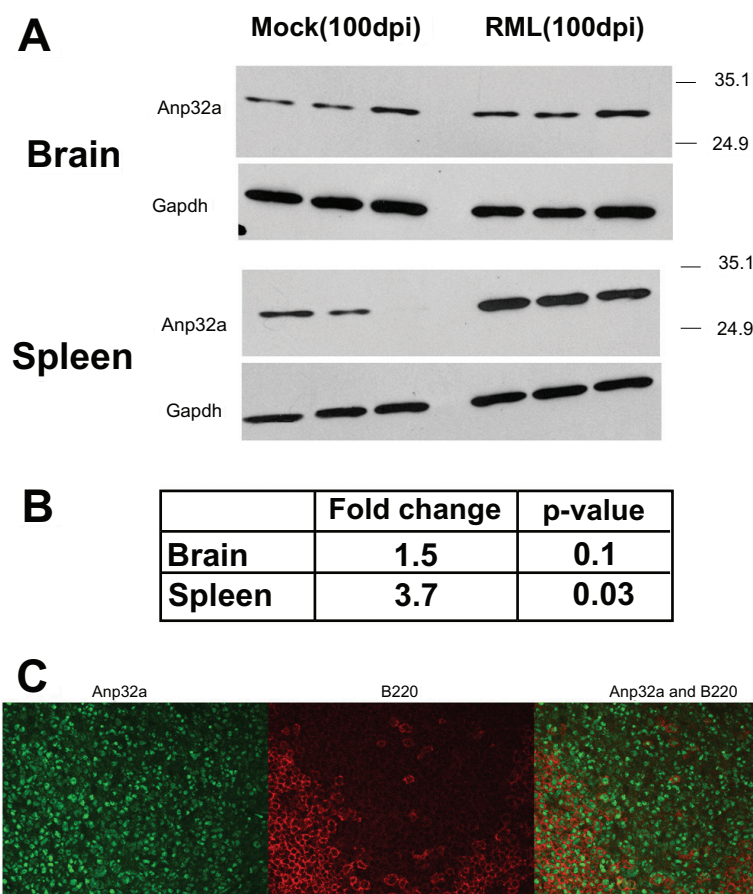 A
Mock(100dpi) RML(100dpi)
Brain
Anp32a
35.1
24.9
Gapdh
Spleen
Anp32a
35.1
24.9
Gapdh
B
Fold change p-value
Brain 1.5 0.1
Spleen 3.7 0.03
C
Anp32a B220 Anp32a and B220